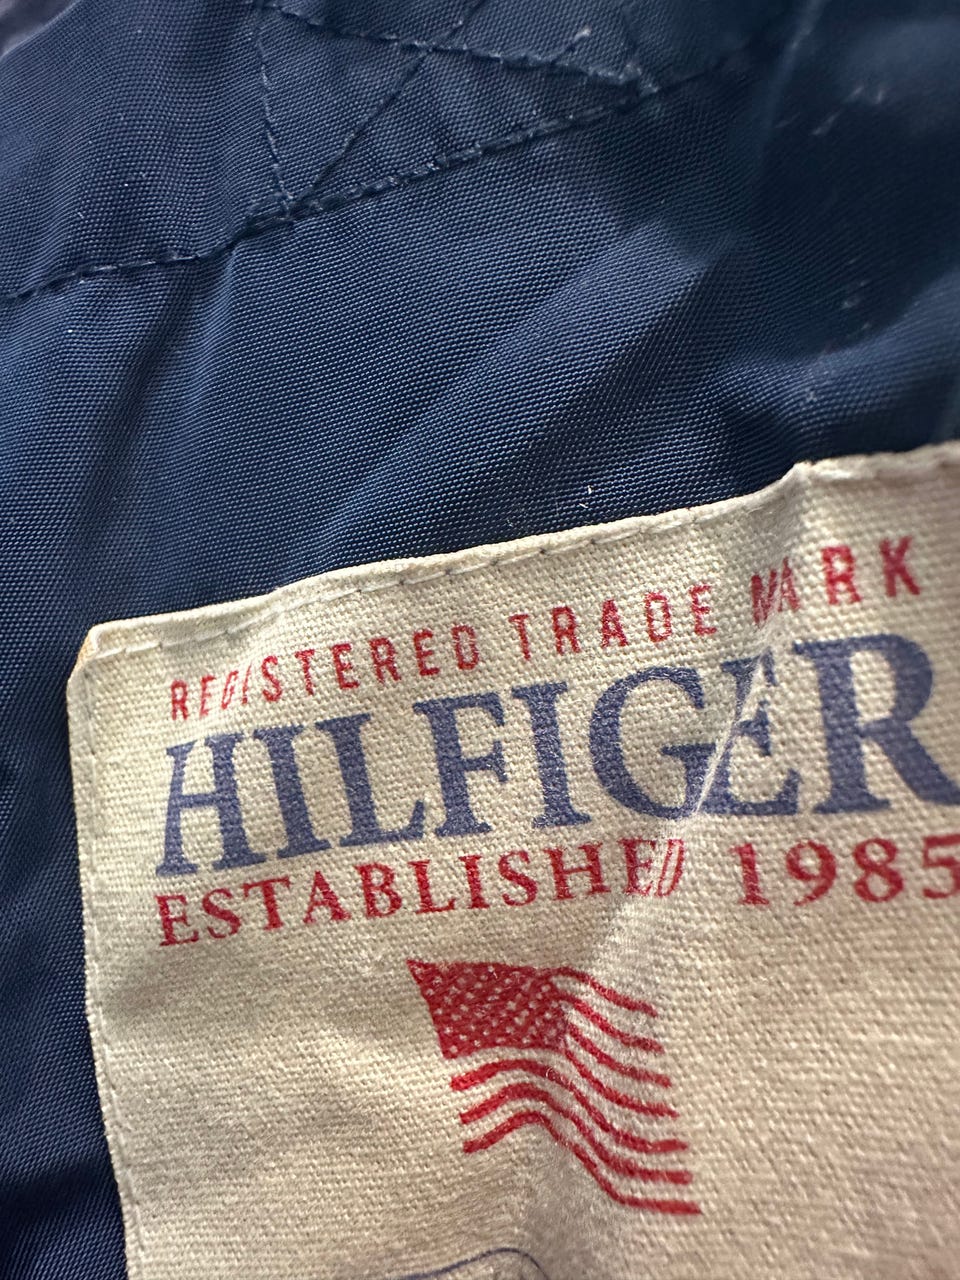 REGISTERED TRADE MARK
HILFIGER
ESTABLISHED 1985